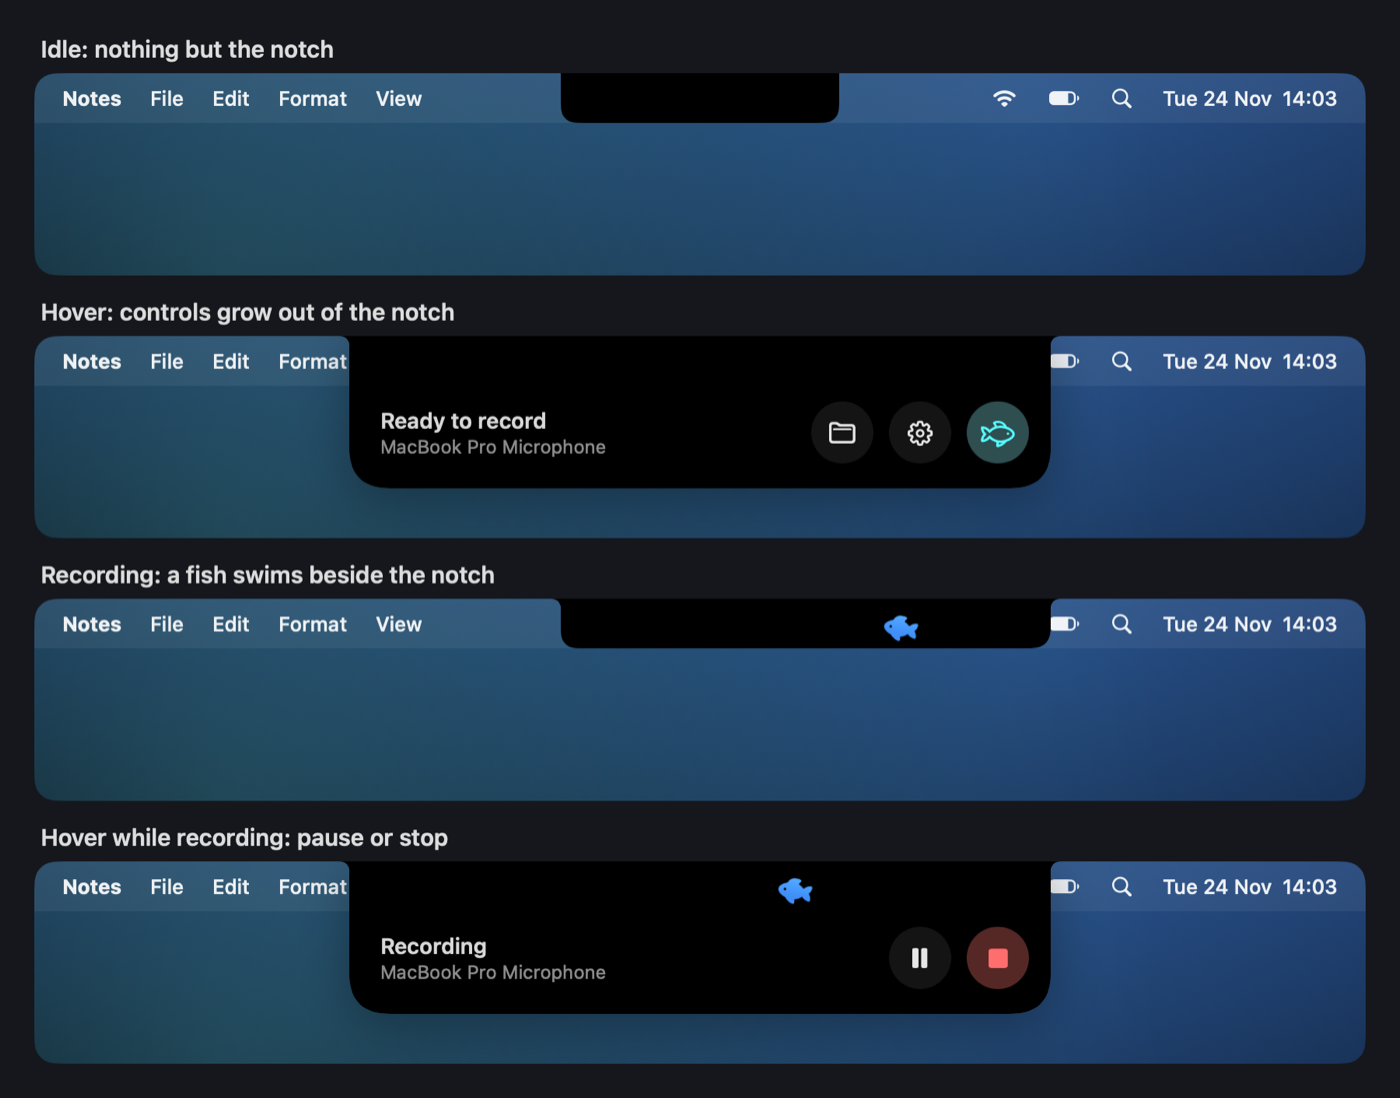 Idle: nothing but the notch
Notes File Edit Format View Tue 24 Nov 14:03
Hover: controls grow out of the notch
Notes File Edit Format Tue 24 Nov 14:03
Ready to record
MacBook Pro Microphone
Recording: a fish swims beside the notch
Notes File Edit Format View Tue 24 Nov 14:03
Hover while recording: pause or stop
Notes File Edit Format Tue 24 Nov 14:03
Recording
MacBook Pro Microphone